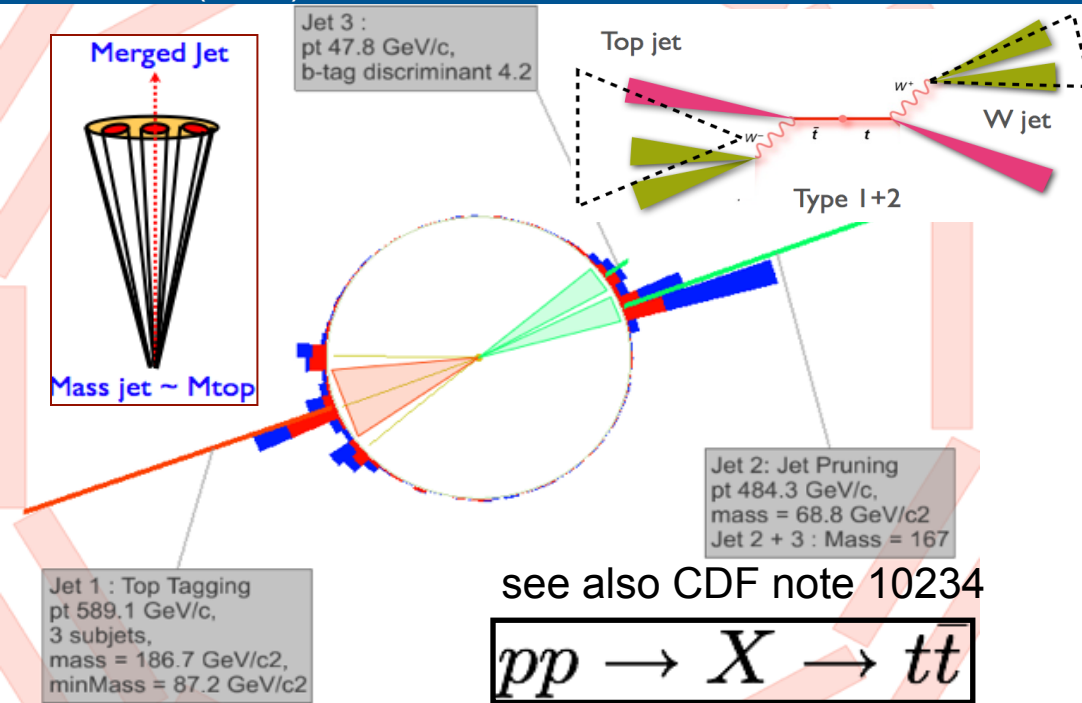 Merged Jet
Mass jet ~ Mtop
Jet 3 :
pt 47.8 GeV/c,
b-tag discriminant 4.2
Top jet
W⁺
W jet
W⁻
t̄
t
Type 1+2
Jet 2: Jet Pruning
pt 484.3 GeV/c,
mass = 68.8 GeV/c2
Jet 2 + 3 : Mass = 167
Jet 1 : Top Tagging
pt 589.1 GeV/c,
3 subjets,
mass = 186.7 GeV/c2,
minMass = 87.2 GeV/c2
see also CDF note 10234
pp → X → tt̄